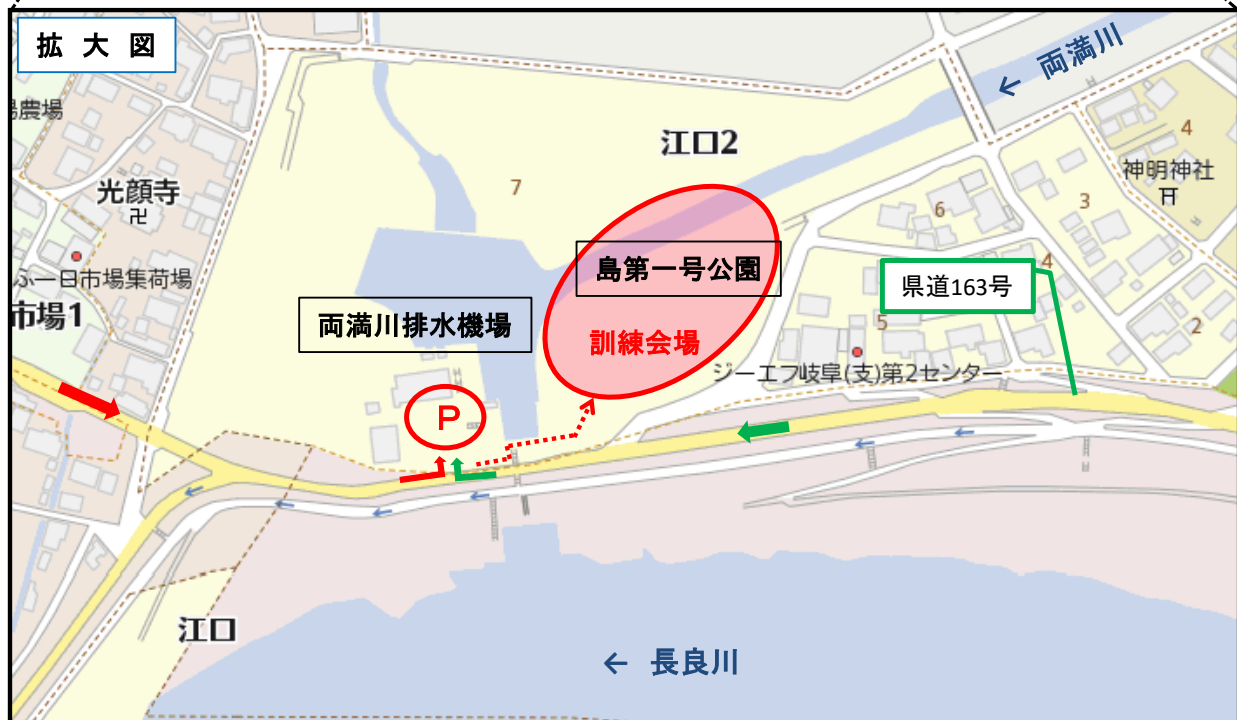 拡 大 図
← 両満川
島農場
江口2
4
神明神社
光顔寺
卍
7
3
6
島第一号公園
4
ふ一日市場集荷場
県道163号
市場1
両満川排水機場
5
2
訓練会場
ジーエフ岐阜(支)第2センター
P
江口
← 長良川